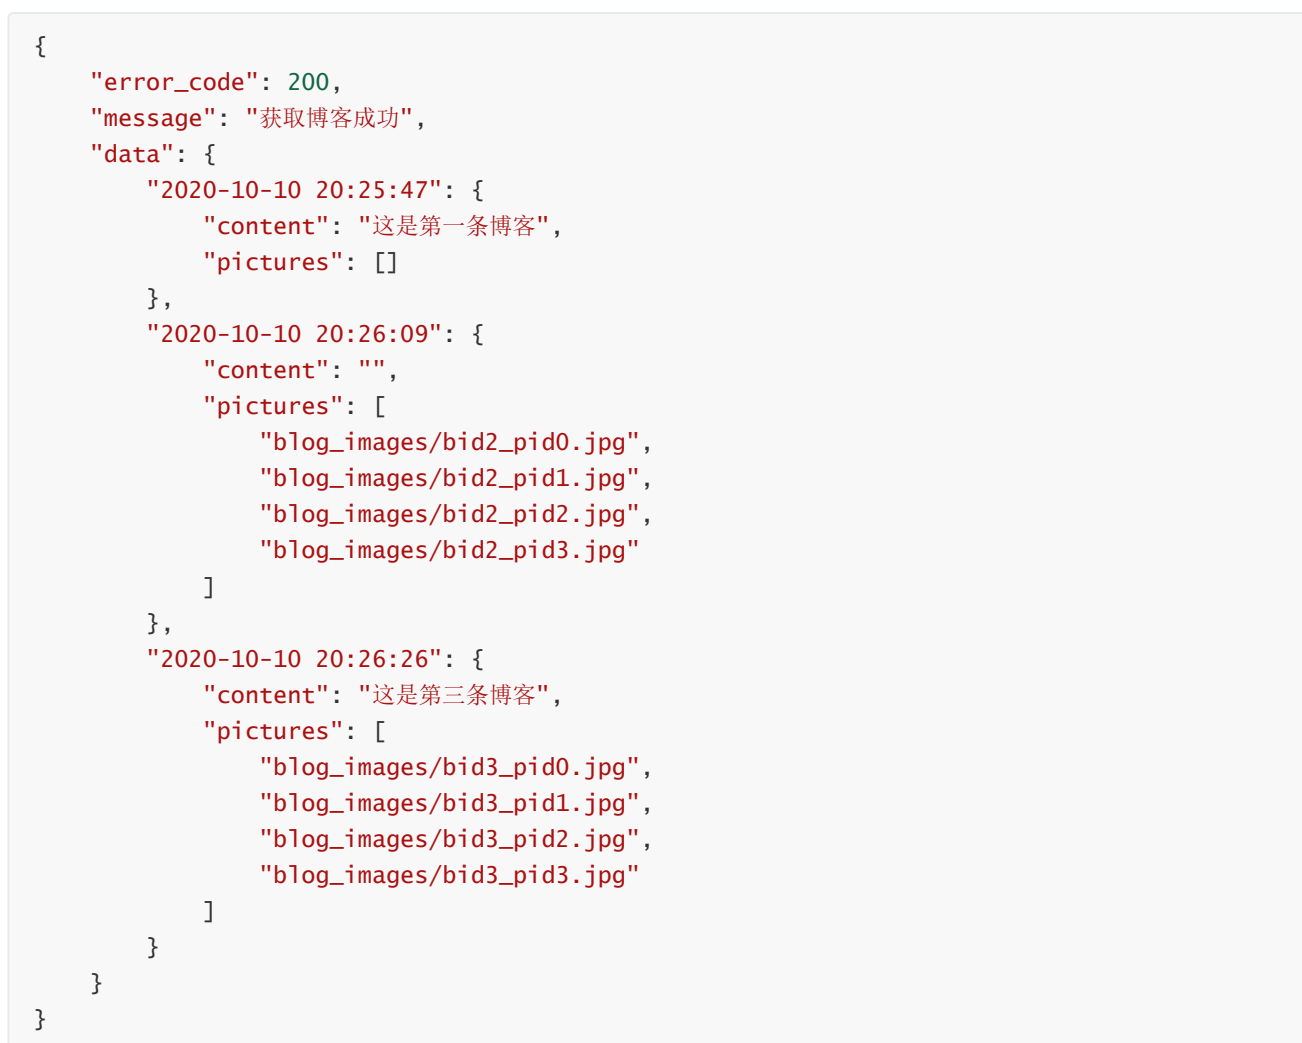 {
    "error_code": 200,
    "message": "获取博客成功",
    "data": {
        "2020-10-10 20:25:47": {
            "content": "这是第一条博客",
            "pictures": []
        },
        "2020-10-10 20:26:09": {
            "content": "",
            "pictures": [
                "blog_images/bid2_pid0.jpg",
                "blog_images/bid2_pid1.jpg",
                "blog_images/bid2_pid2.jpg",
                "blog_images/bid2_pid3.jpg"
            ]
        },
        "2020-10-10 20:26:26": {
            "content": "这是第三条博客",
            "pictures": [
                "blog_images/bid3_pid0.jpg",
                "blog_images/bid3_pid1.jpg",
                "blog_images/bid3_pid2.jpg",
                "blog_images/bid3_pid3.jpg"
            ]
        }
    }
}